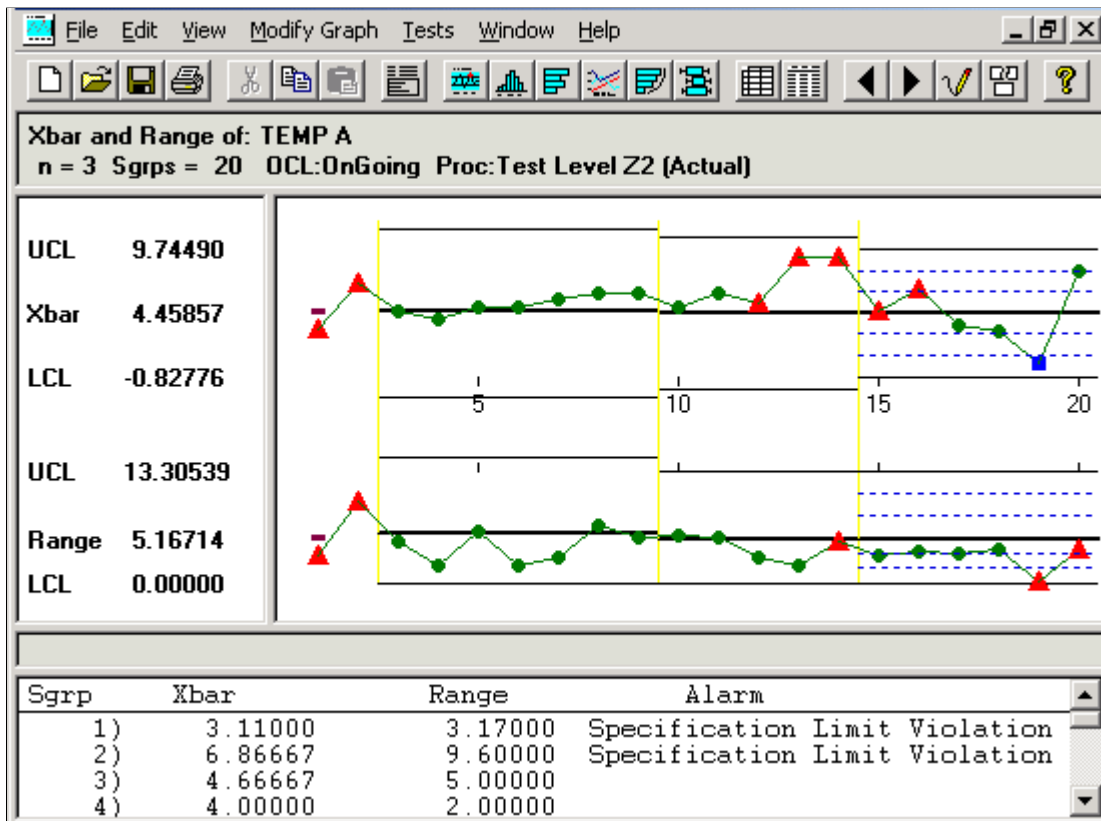 File Edit View Modify Graph Tests Window Help
Xbar and Range of: TEMP A
n = 3 Sgrps = 20 OCL:OnGoing Proc:Test Level Z2 (Actual)
UCL 9.74490
Xbar 4.45857
LCL -0.82776
5 10 15 20
UCL 13.30539
Range 5.16714
LCL 0.00000
Sgrp Xbar Range Alarm
1) 3.11000 3.17000 Specification Limit Violation
2) 6.86667 9.60000 Specification Limit Violation
3) 4.66667 5.00000
4) 4.00000 2.00000